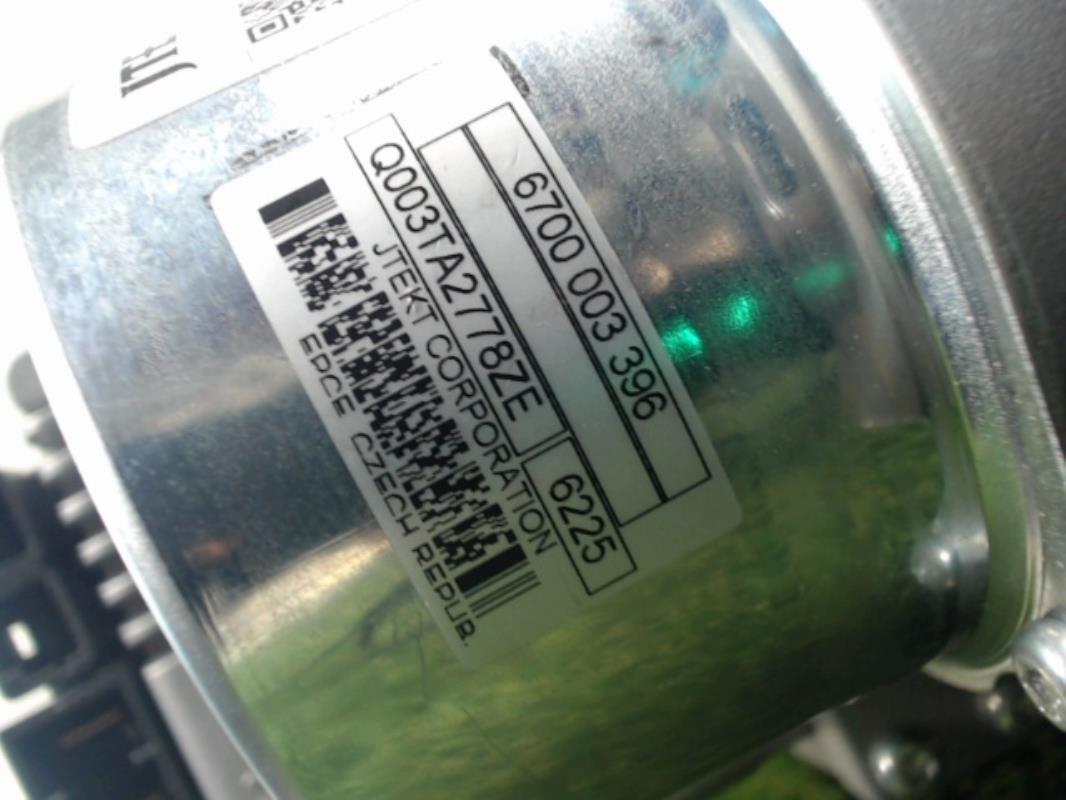 6700 003 396
Q003TA2778ZE
6225
JTEKT CORPORATION
EPCE CZECH REPUB.